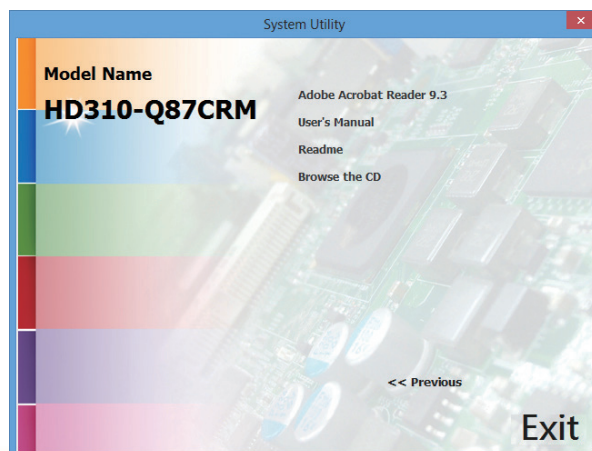 System Utility
Model Name
HD310-Q87CRM
Adobe Acrobat Reader 9.3
User's Manual
Readme
Browse the CD
<< Previous
Exit